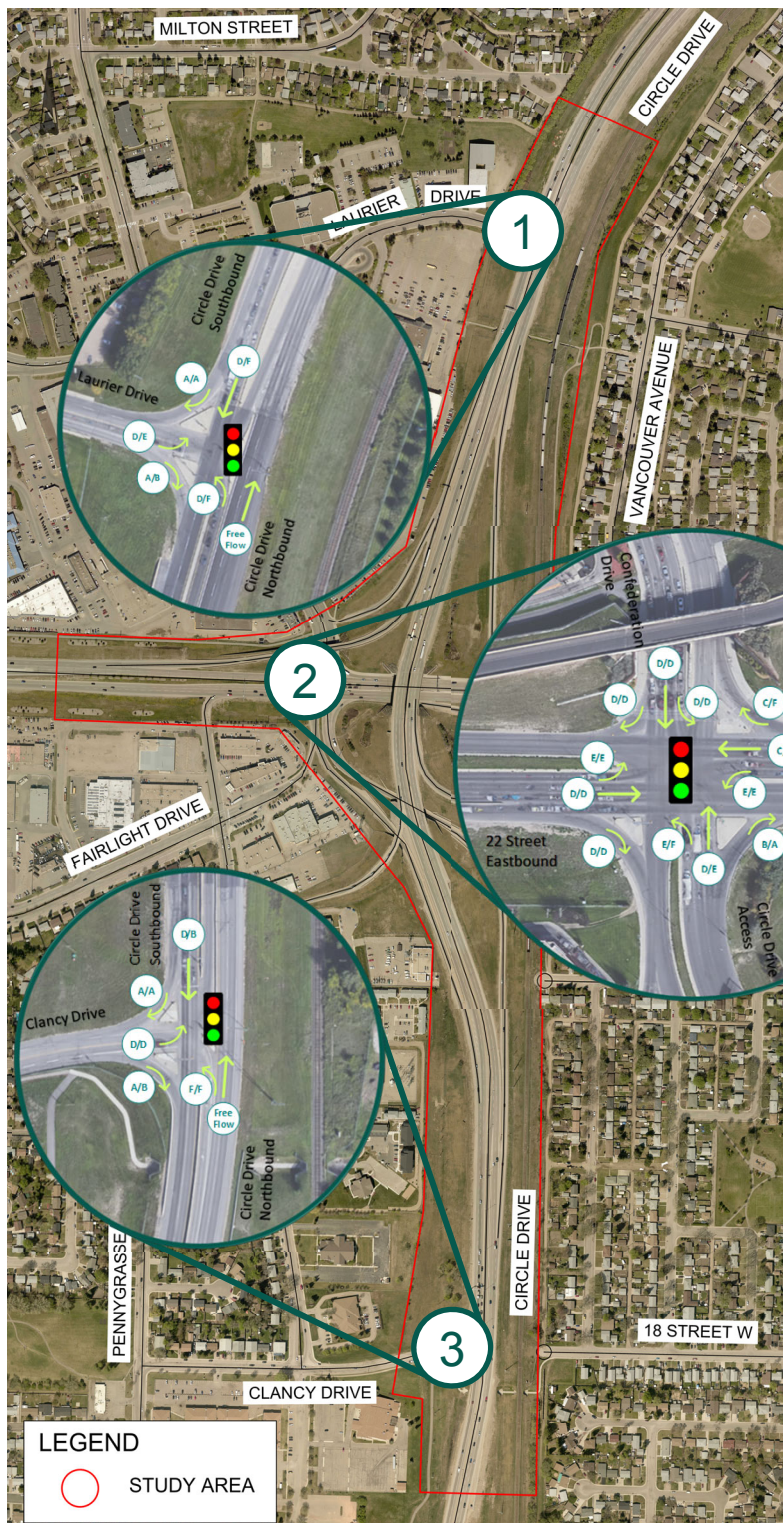 MILTON STREET
CIRCLE DRIVE
LAURIER DRIVE
1
Circle Drive
Southbound
Laurier Drive
A/A
D/F
D/E
A/B
D/F
Free
Flow
Circle Drive
Northbound
VANCOUVER AVENUE
2
Confederation
Drive
D/D
D/D
D/D
C/F
E/E
C
D/D
E/E
22 Street
Eastbound
D/D
E/F
D/E
B/A
Circle Drive
Access
FAIRLIGHT DRIVE
Circle Drive
Southbound
D/B
A/A
Clancy Drive
D/D
A/B
F/F
Free
Flow
Circle Drive
Northbound
PENNYGRASSE
CIRCLE DRIVE
3
18 STREET W
CLANCY DRIVE
LEGEND
STUDY AREA